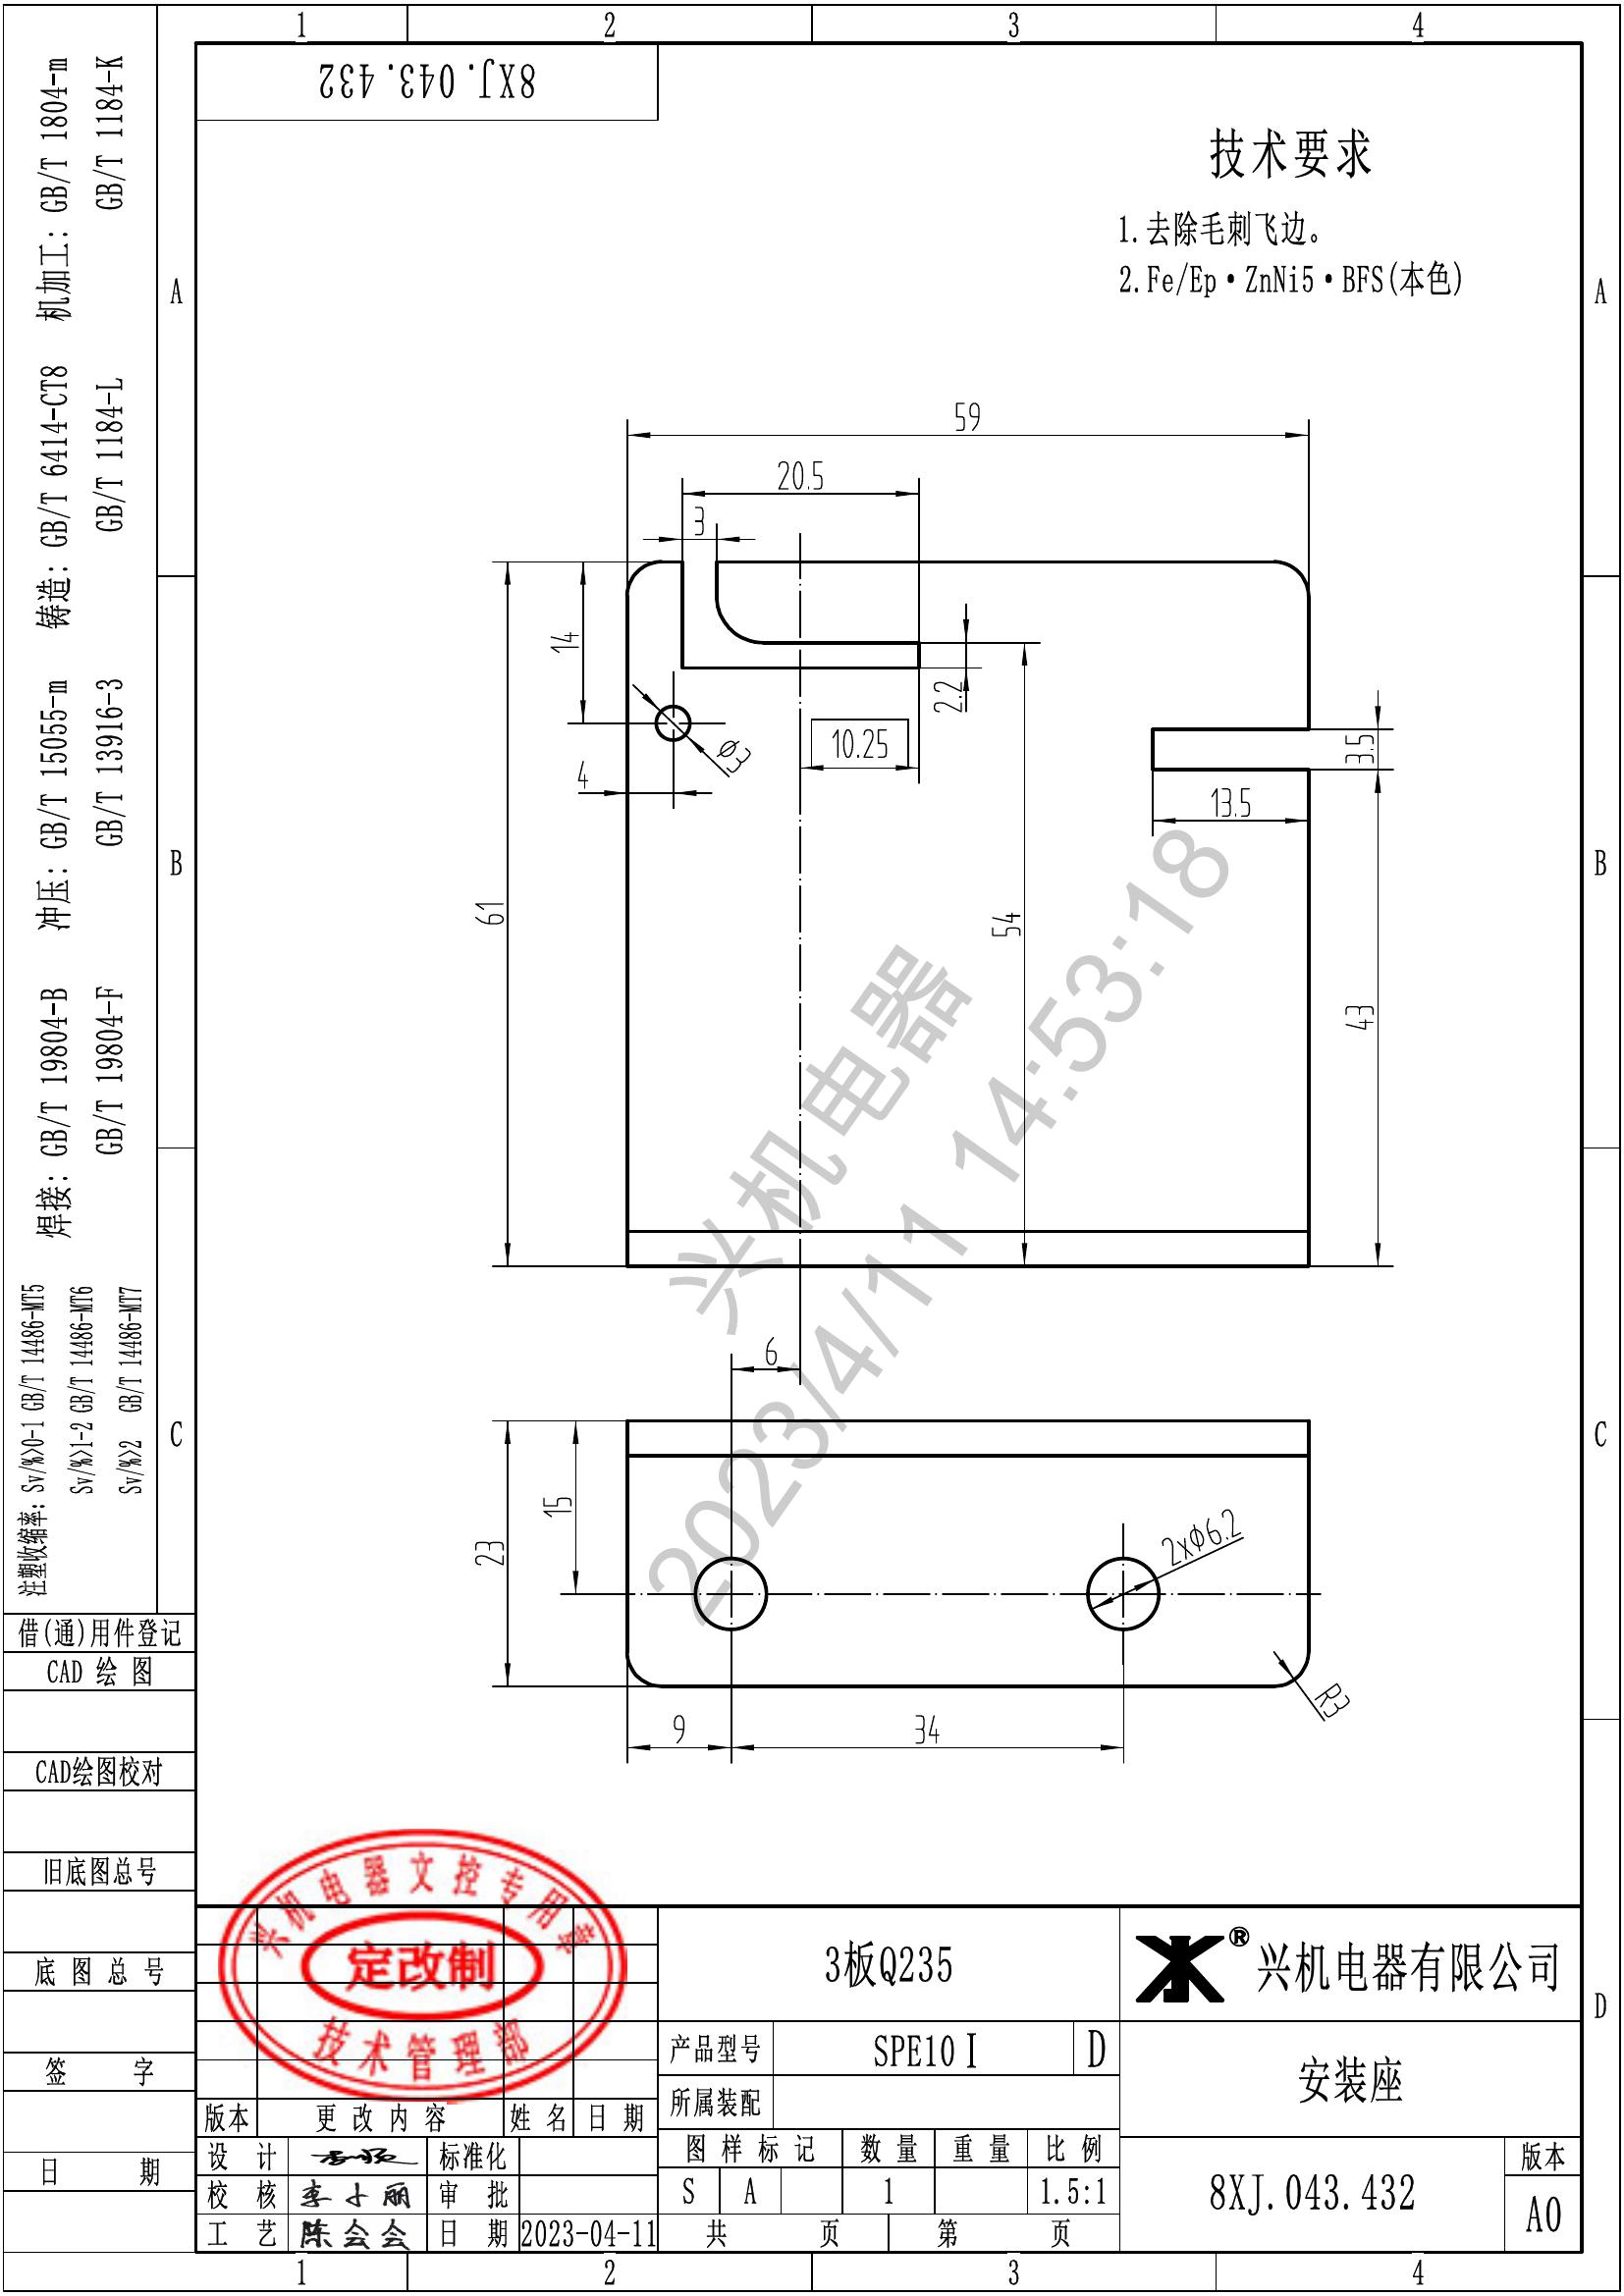 1 2 3 4
8XJ.043.432
技术要求
1.去除毛刺飞边。
2.Fe/Ep·ZnNi5·BFS(本色)
机加工: GB/T 1804-m
GB/T 1184-K
铸造: GB/T 6414-CT8
GB/T 1184-L
冲压: GB/T 15055-m
GB/T 13916-3
焊接: GB/T 19804-B
GB/T 19804-F
注塑收缩率: Sv/%>0-1 GB/T 14486-MT5
Sv/%>1-2 GB/T 14486-MT6
Sv/%>2 GB/T 14486-MT7
A A
B B
C C
D
59
20.5
3
14
Ø3
4
2.2
10.25
3.5
13.5
61
54
43
6
15
23
2xΦ6.2
R3
9
34
兴机电器
2023/4/11 14:53:18
借(通)用件登记
CAD 绘 图
CAD绘图校对
旧底图总号
底 图 总 号
签 字
日 期
兴机电器文控专用章
定改制
技术管理部
3板Q235
兴机电器有限公司
®
产品型号 SPE10Ⅰ D
所属装配
安装座
版本 更 改 内 容 姓 名 日 期
图 样 标 记 数 量 重 量 比 例
S A 1 1.5:1
共 页 第 页
设 计 标准化
校 核 李小丽 审 批
工 艺 陈会会 日 期 2023-04-11
8XJ.043.432
版本
A0
1 2 3 4